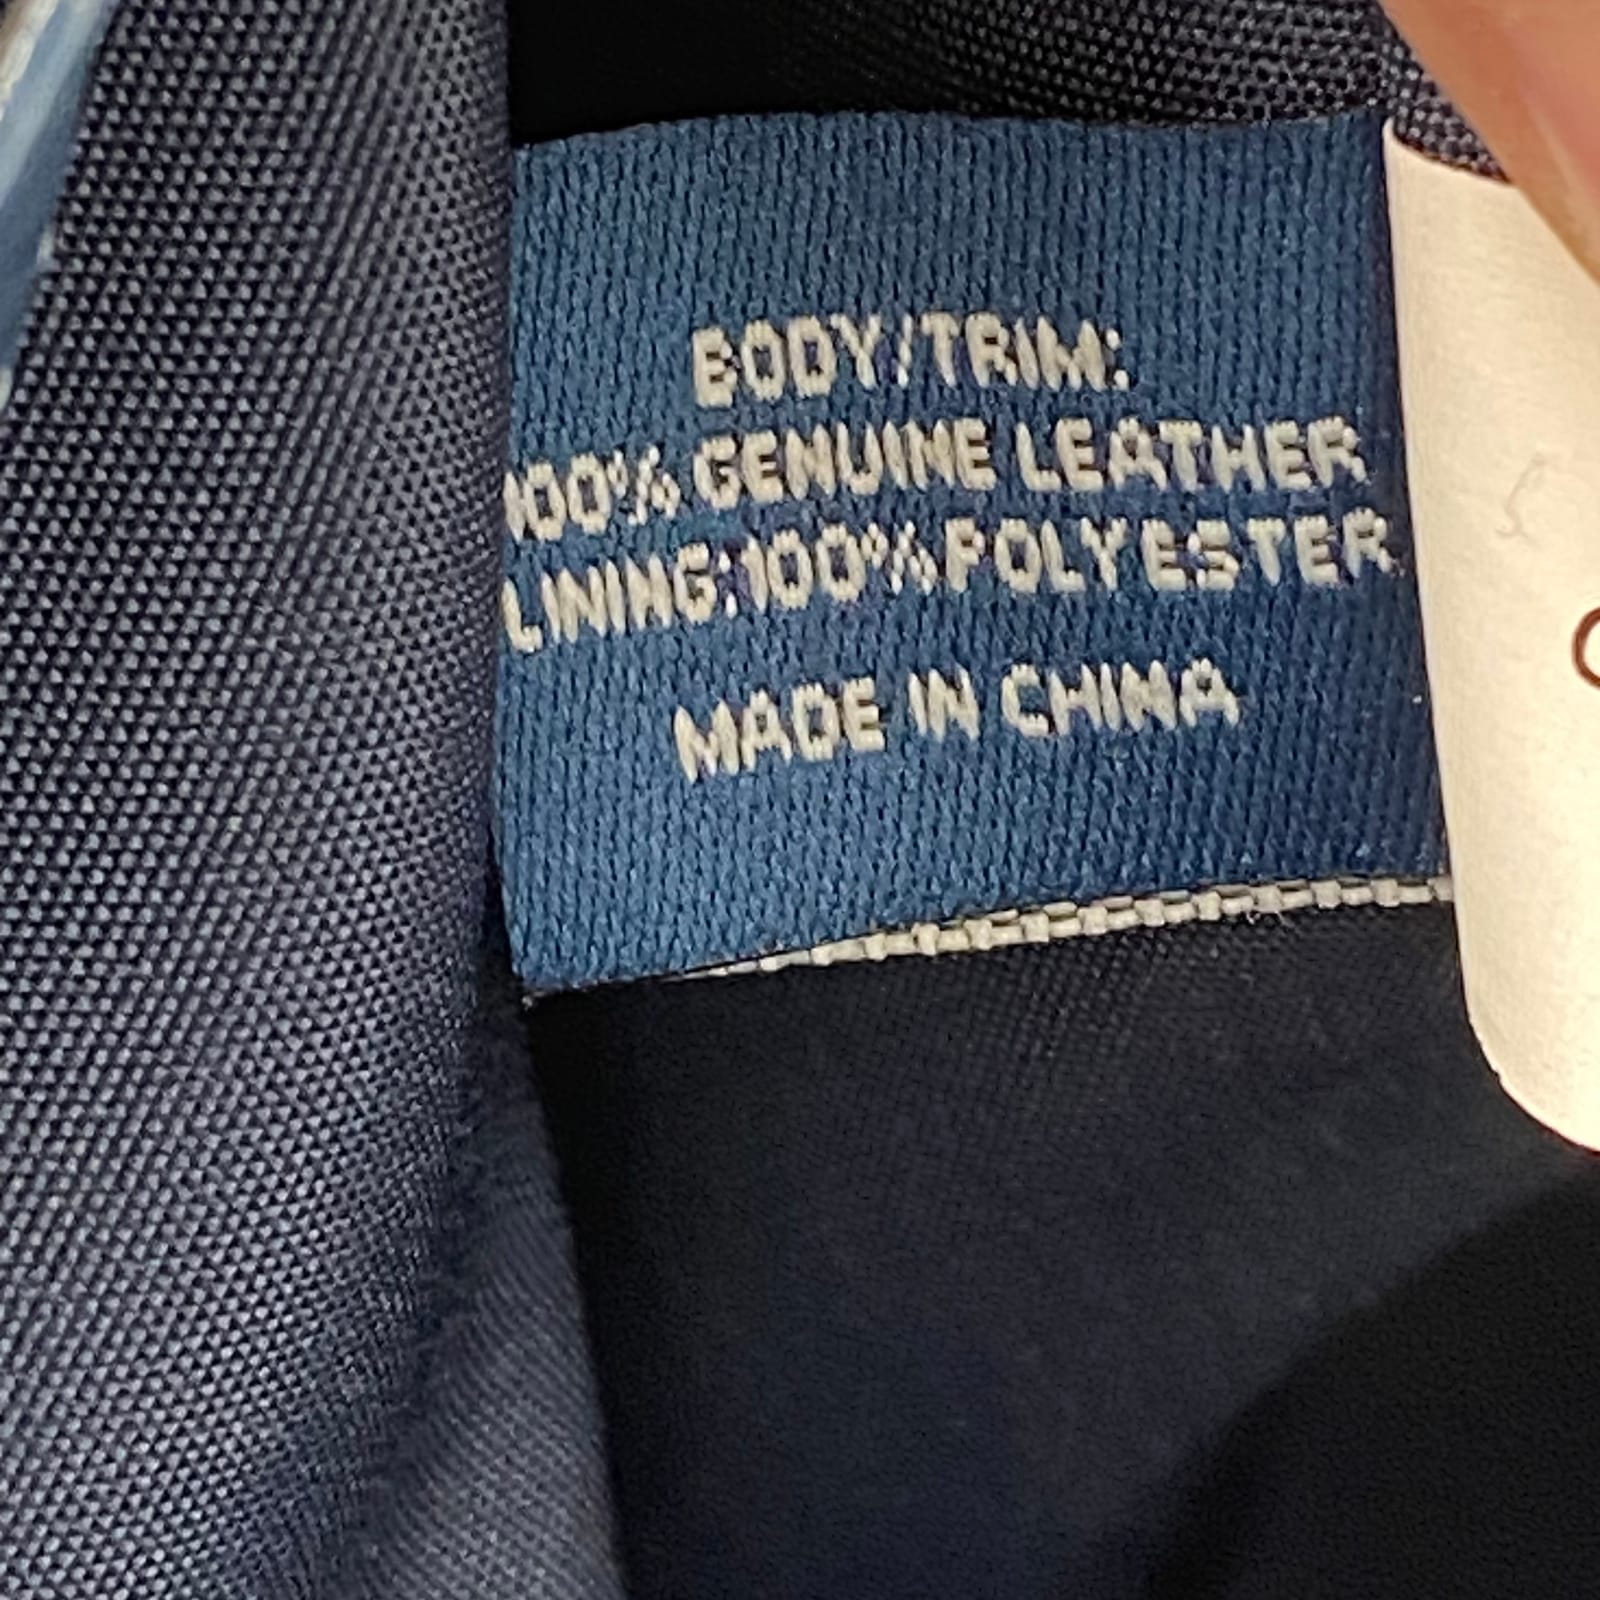 BODY/TRIM:
100% GENUINE LEATHER
LINING:100%POLYESTER
MADE IN CHINA